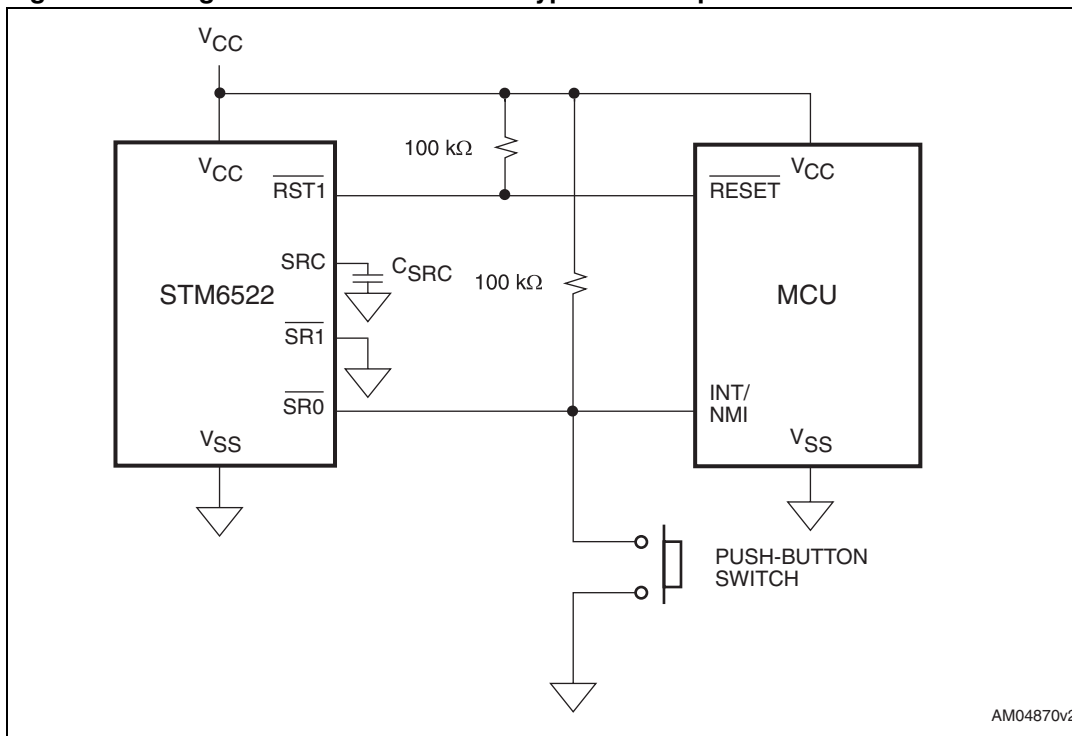 VCC
100 kΩ
VCC
RST1
SRC
CSRC
STM6522
SR1
SR0
VSS
100 kΩ
VCC
RESET
MCU
INT/
NMI
VSS
PUSH-BUTTON
SWITCH
AM04870v2